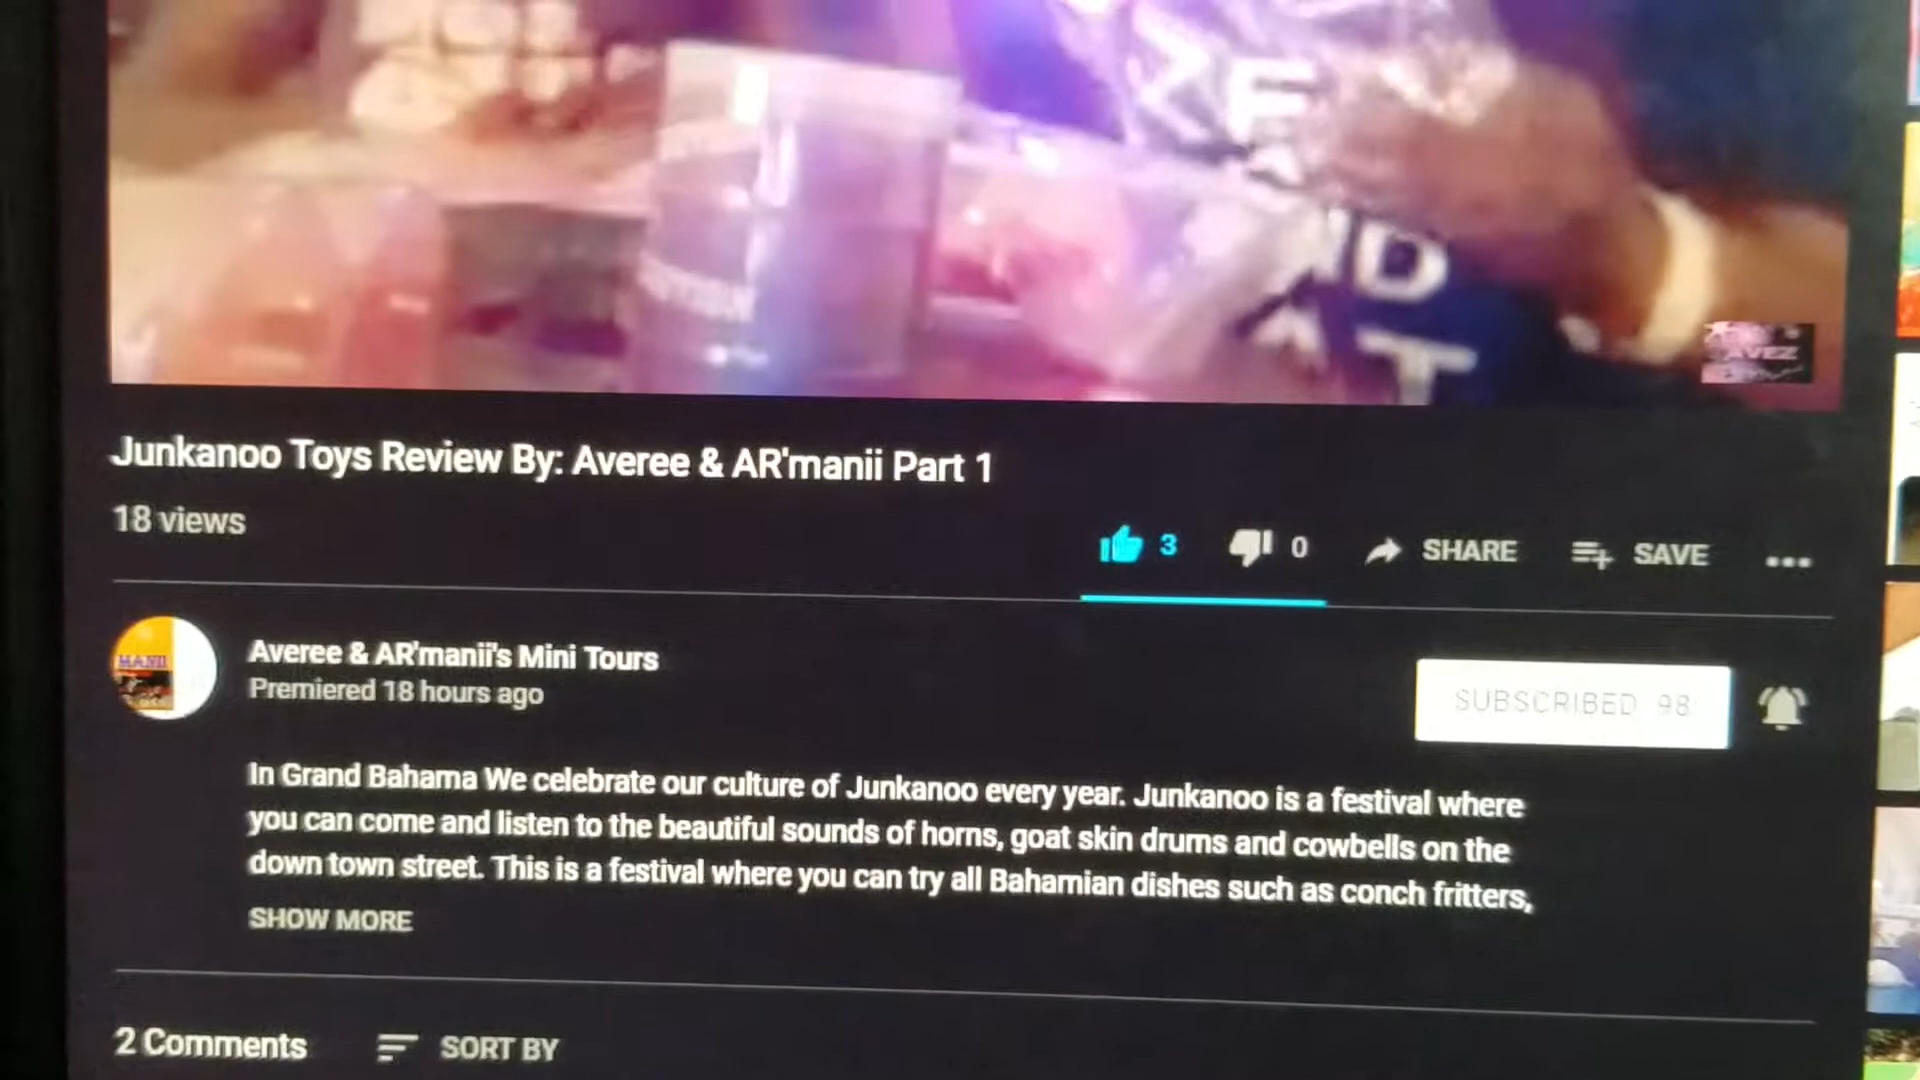 E
ND
AT
AVEZ
Junkanoo Toys Review By: Averee & AR'manii Part 1
18 views
3
0
SHARE
SAVE
MANII
Averee & AR'manii's Mini Tours
Premiered 18 hours ago
SUBSCRIBED 98
In Grand Bahama We celebrate our culture of Junkanoo every year. Junkanoo is a festival where
you can come and listen to the beautiful sounds of horns, goat skin drums and cowbells on the
down town street. This is a festival where you can try all Bahamian dishes such as conch fritters,
SHOW MORE
2 Comments
SORT BY